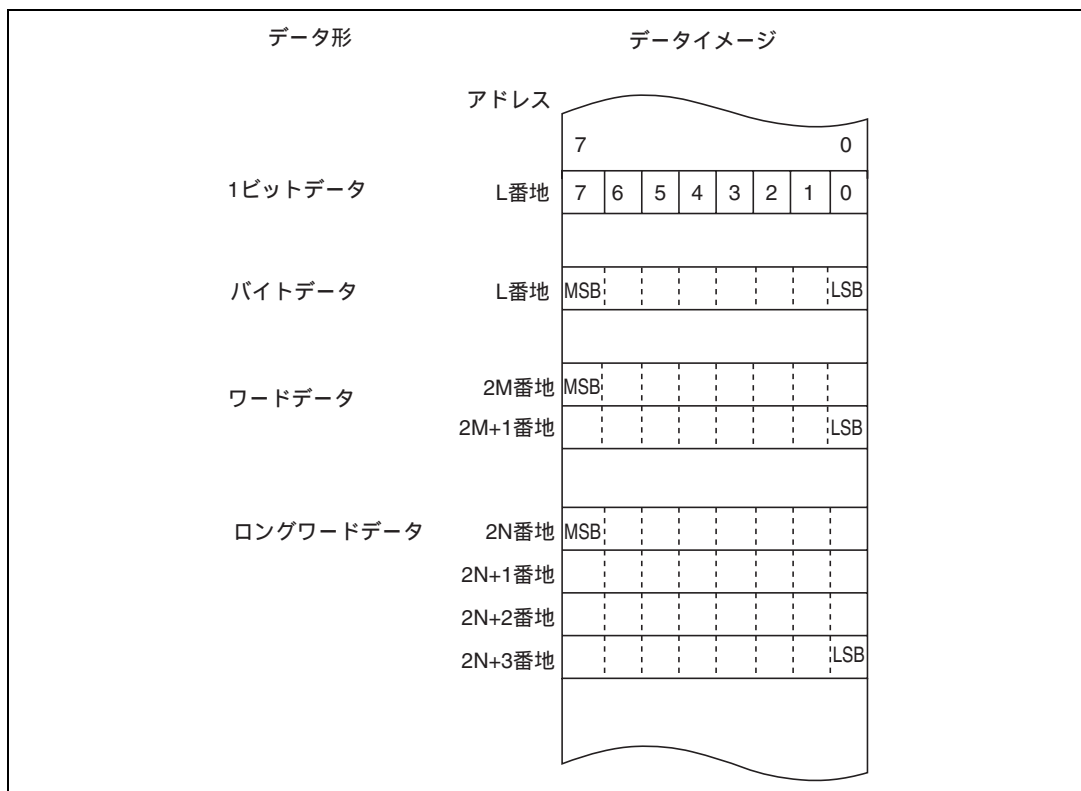 データ形 データイメージ
アドレス
7 0
1ビットデータ L番地 7 6 5 4 3 2 1 0
バイトデータ L番地 MSB LSB
ワードデータ 2M番地 MSB
2M+1番地 LSB
ロングワードデータ 2N番地 MSB
2N+1番地
2N+2番地
2N+3番地 LSB